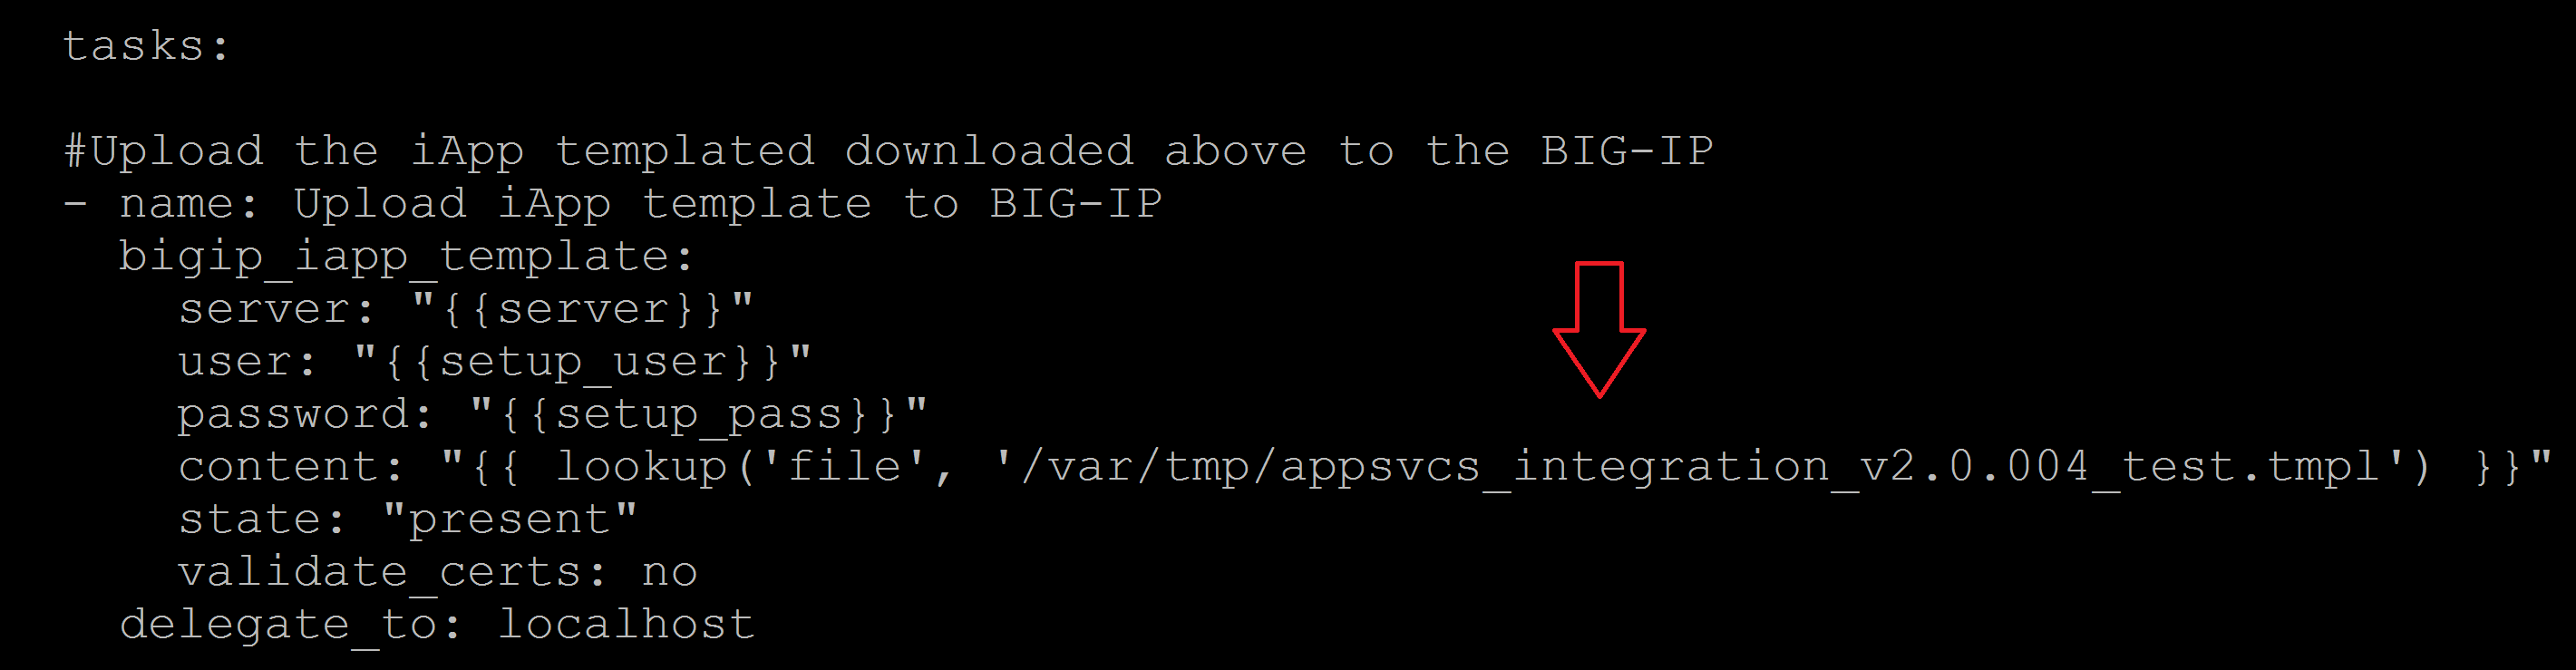 tasks:
#Upload the iApp templated downloaded above to the BIG-IP
- name: Upload iApp template to BIG-IP
bigip_iapp_template:
server: "{{server}}"
user: "{{setup_user}}"
password: "{{setup_pass}}"
content: "{{ lookup('file', '/var/tmp/appsvcs_integration_v2.0.004_test.tmpl') }}"
state: "present"
validate_certs: no
delegate_to: localhost